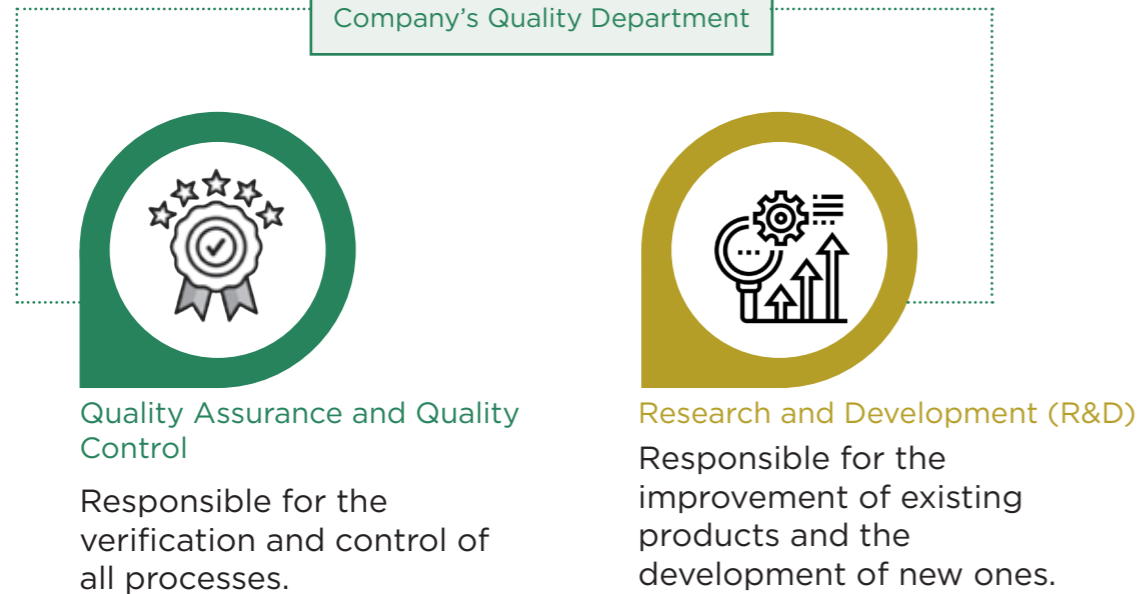 Company’s Quality Department
Quality Assurance and Quality
Control
Responsible for the
verification and control of
all processes.
Research and Development (R&D)
Responsible for the
improvement of existing
products and the
development of new ones.